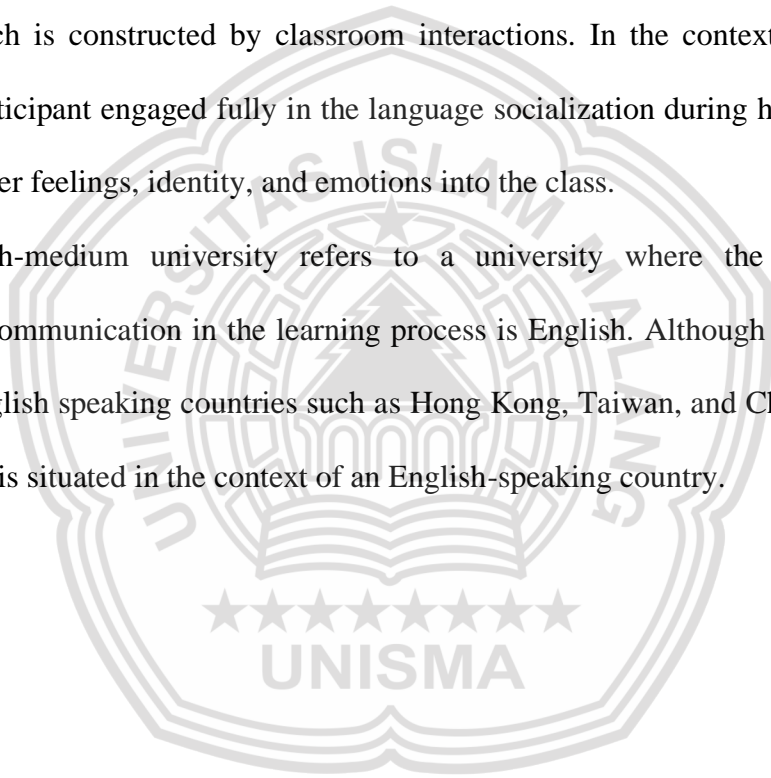 ch is constructed by classroom interactions. In the context
ticipant engaged fully in the language socialization during h
er feelings, identity, and emotions into the class.
h-medium university refers to a university where the
ommunication in the learning process is English. Although
glish speaking countries such as Hong Kong, Taiwan, and Ch
is situated in the context of an English-speaking country.
UNIVERSITAS ISLAM MALANG
UNISMA